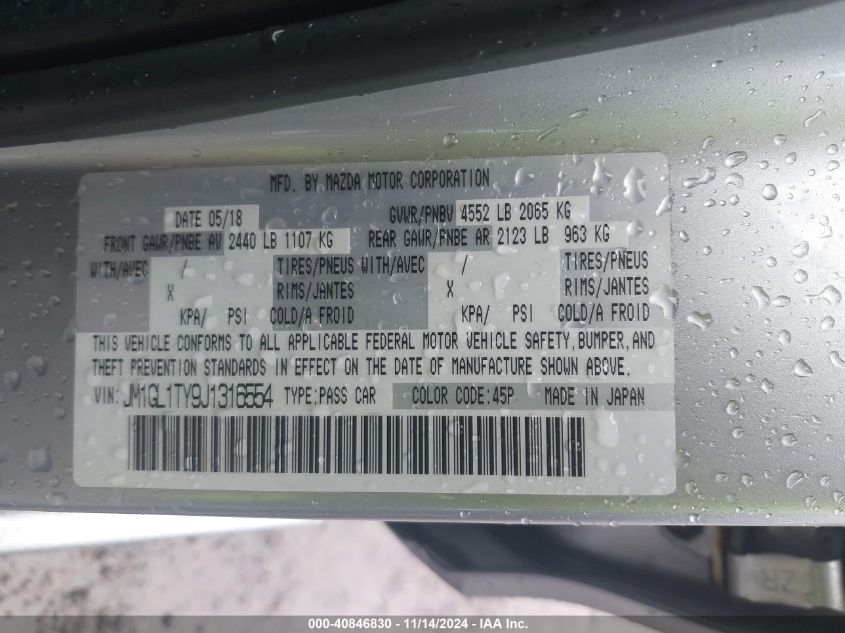 MFD. BY MAZDA MOTOR CORPORATION
DATE 05/18 GVWR/PNBV 4552 LB 2065 KG
FRONT GAWR/PNBE AV 2440 LB 1107 KG REAR GAWR/PNBE AR 2123 LB 963 KG
WITH/AVEC / TIRES/PNEUS WITH/AVEC / TIRES/PNEUS
X RIMS/JANTES X RIMS/JANTES
KPA/ PSI COLD/A FROID KPA/ PSI COLD/A FROID
THIS VEHICLE CONFORMS TO ALL APPLICABLE FEDERAL MOTOR VEHICLE SAFETY,BUMPER,AND
THEFT PREVENTION STANDARDS IN EFFECT ON THE DATE OF MANUFACTURE SHOWN ABOVE.
VIN:JM1GL1TY9J1316554 TYPE:PASS CAR COLOR CODE:45P MADE IN JAPAN
ZR
000-40846830 - 11/14/2024 - IAA Inc.